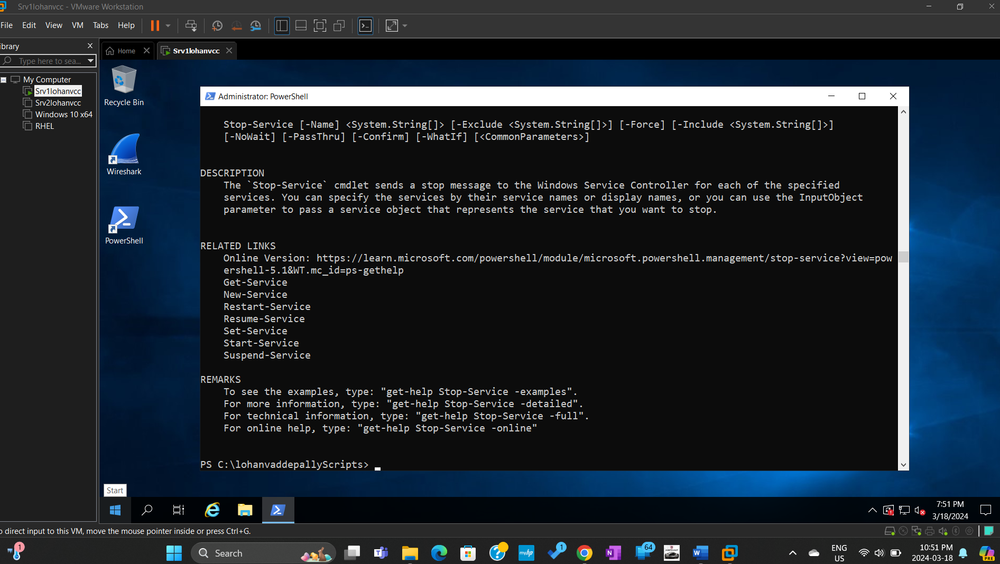 Srv1lohanvcc - VMware Workstation
File Edit View VM Tabs Help
ibrary
Type here to sea...
My Computer
Srv1lohanvcc
Srv2lohanvcc
Windows 10 x64
RHEL
Home
Srv1lohanvcc
Recycle Bin
Wireshark
PowerShell
Administrator: PowerShell
Stop-Service [-Name] <System.String[]> [-Exclude <System.String[]>] [-Force] [-Include <System.String[]>]
[-NoWait] [-PassThru] [-Confirm] [-WhatIf] [<CommonParameters>]
DESCRIPTION
The `Stop-Service` cmdlet sends a stop message to the Windows Service Controller for each of the specified
services. You can specify the services by their service names or display names, or you can use the InputObject
parameter to pass a service object that represents the service that you want to stop.
RELATED LINKS
Online Version: https://learn.microsoft.com/powershell/module/microsoft.powershell.management/stop-service?view=pow
ershell-5.1&WT.mc_id=ps-gethelp
Get-Service
New-Service
Restart-Service
Resume-Service
Set-Service
Start-Service
Suspend-Service
REMARKS
To see the examples, type: "get-help Stop-Service -examples".
For more information, type: "get-help Stop-Service -detailed".
For technical information, type: "get-help Stop-Service -full".
For online help, type: "get-help Stop-Service -online"
PS C:\lohanvaddepallyScripts>
Start
7:51 PM
3/18/2024
o direct input to this VM, move the mouse pointer inside or press Ctrl+G.
1
Search
myhp
1
64
ENG
US
10:51 PM
2024-03-18
PRE